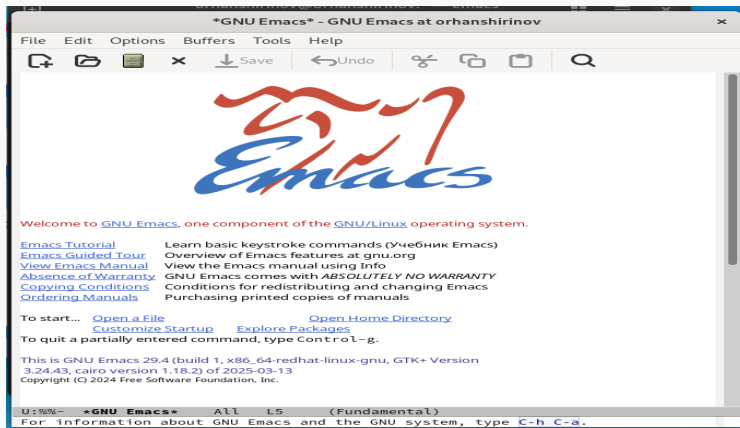 *GNU Emacs* - GNU Emacs at orhanshirinov
File Edit Options Buffers Tools Help
Save Undo
Emacs
Welcome to GNU Emacs, one component of the GNU/Linux operating system.
Emacs Tutorial Learn basic keystroke commands (Учебник Emacs)
Emacs Guided Tour Overview of Emacs features at gnu.org
View Emacs Manual View the Emacs manual using Info
Absence of Warranty GNU Emacs comes with ABSOLUTELY NO WARRANTY
Copying Conditions Conditions for redistributing and changing Emacs
Ordering Manuals Purchasing printed copies of manuals
To start... Open a File Open Home Directory
Customize Startup Explore Packages
To quit a partially entered command, type Control-g.
This is GNU Emacs 29.4 (build 1, x86_64-redhat-linux-gnu, GTK+ Version
3.24.43, cairo version 1.18.2) of 2025-03-13
Copyright (C) 2024 Free Software Foundation, Inc.
U:%%- *GNU Emacs* All L5 (Fundamental)
For information about GNU Emacs and the GNU system, type C-h C-a.